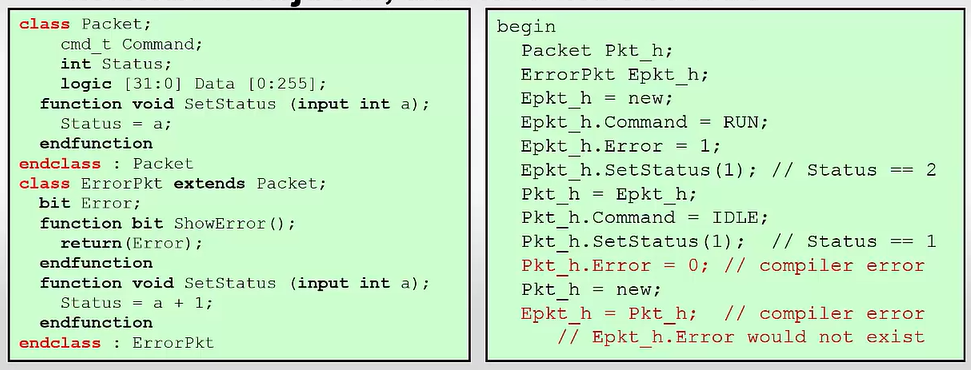 class Packet;
cmd_t Command;
int Status;
logic [31:0] Data [0:255];
function void SetStatus (input int a);
Status = a;
endfunction
endclass : Packet
class ErrorPkt extends Packet;
bit Error;
function bit ShowError();
return(Error);
endfunction
function void SetStatus (input int a);
Status = a + 1;
endfunction
endclass : ErrorPkt
begin
Packet Pkt_h;
ErrorPkt Epkt_h;
Epkt_h = new;
Epkt_h.Command = RUN;
Epkt_h.Error = 1;
Epkt_h.SetStatus(1); // Status == 2
Pkt_h = Epkt_h;
Pkt_h.Command = IDLE;
Pkt_h.SetStatus(1); // Status == 1
Pkt_h.Error = 0; // compiler error
Pkt_h = new;
Epkt_h = Pkt_h; // compiler error
// Epkt_h.Error would not exist